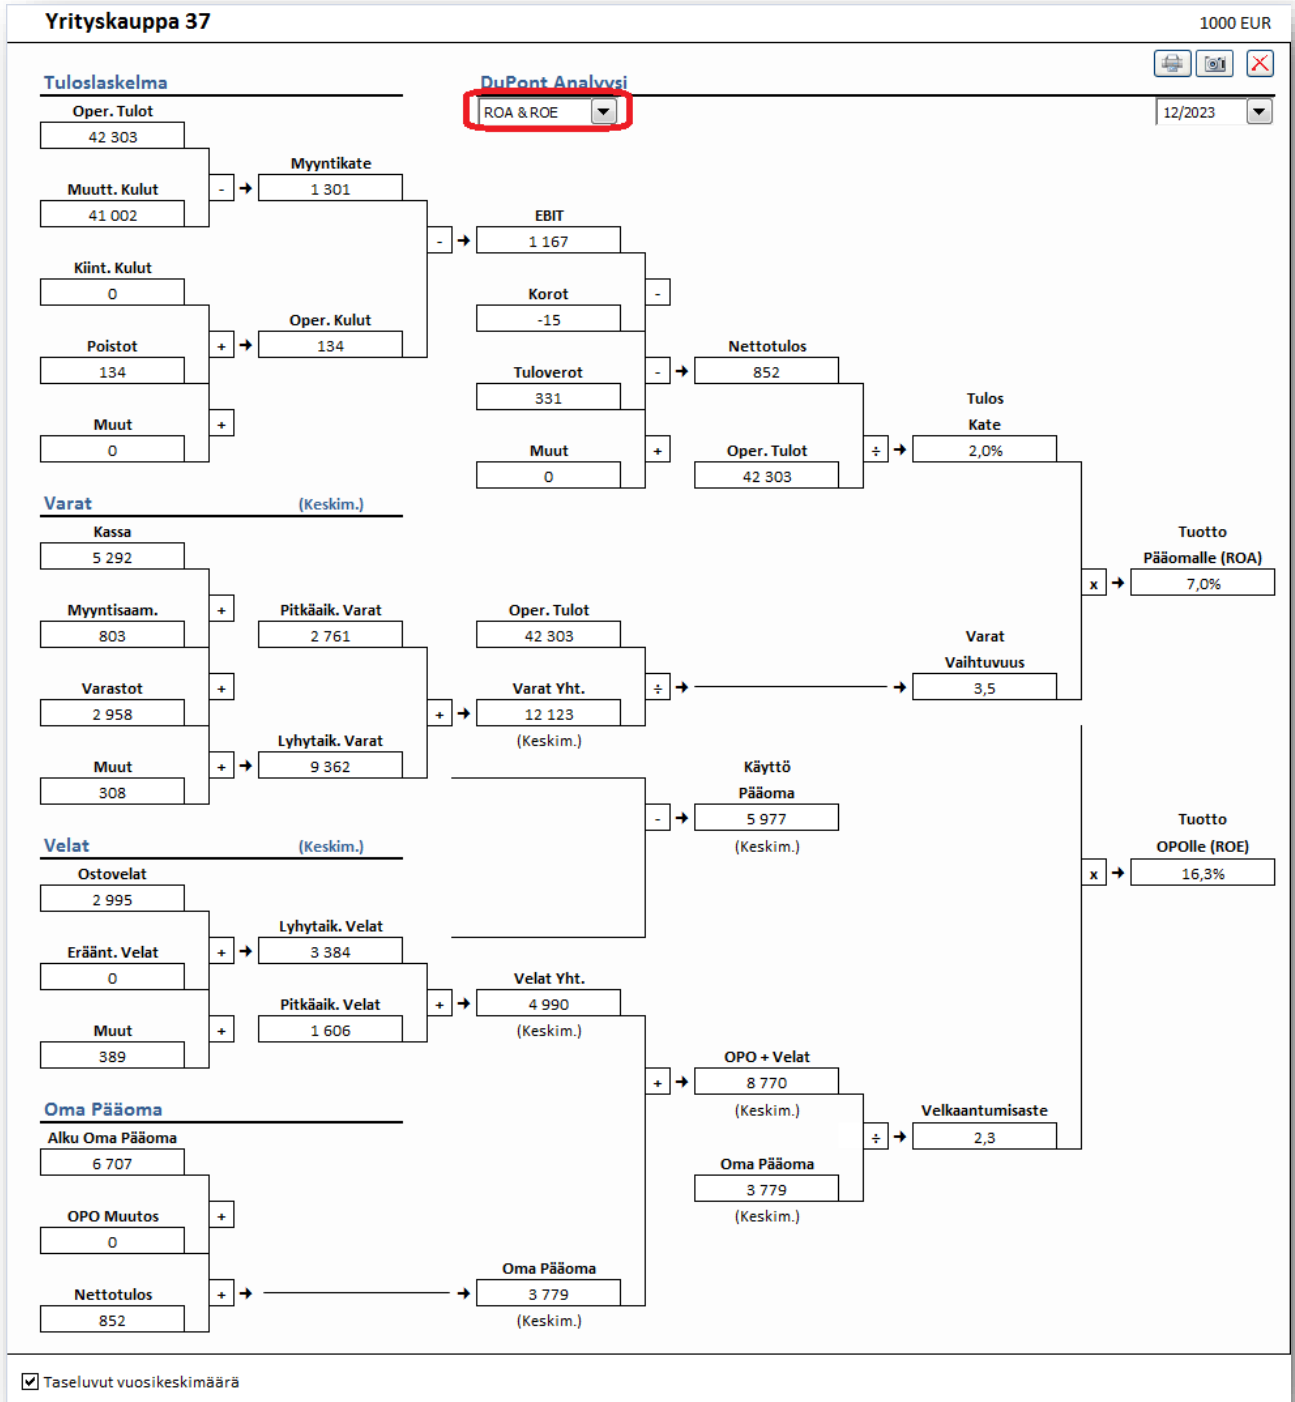 Yrityskauppa 37
1000 EUR
Tuloslaskelma
DuPont Analyysi
ROA & ROE
12/2023
Oper. Tulot
42 303
Myyntikate
Muutt. Kulut
-
1 301
41 002
EBIT
-
1 167
Kiint. Kulut
0
Korot
-
Oper. Kulut
-15
Poistot
+
134
Nettotulos
134
Tuloverot
-
852
331
Tulos
Muut
+
Kate
0
Muut
+
Oper. Tulot
÷
2,0%
0
42 303
Varat
(Keskim.)
Kassa
5 292
Tuotto
Pääomalle (ROA)
x
7,0%
Myyntisaam.
+
Pitkäaik. Varat
Oper. Tulot
803
2 761
42 303
Varat
Vaihtuvuus
Varastot
+
Varat Yht.
÷
3,5
2 958
+
12 123
Lyhytaik. Varat
(Keskim.)
Muut
+
9 362
Käyttö
308
Pääoma
-
5 977
Tuotto
Velat
(Keskim.)
(Keskim.)
OPOlle (ROE)
Ostovelat
x
16,3%
2 995
Lyhytaik. Velat
Eräänt. Velat
+
3 384
0
Velat Yht.
Pitkäaik. Velat
+
4 990
Muut
+
1 606
(Keskim.)
389
OPO + Velat
+
8 770
Oma Pääoma
(Keskim.)
Velkaantumisaste
Alku Oma Pääoma
÷
2,3
6 707
Oma Pääoma
3 779
OPO Muutos
+
(Keskim.)
0
Oma Pääoma
Nettotulos
+
3 779
852
(Keskim.)
Taseluvut vuosikeskimäärä